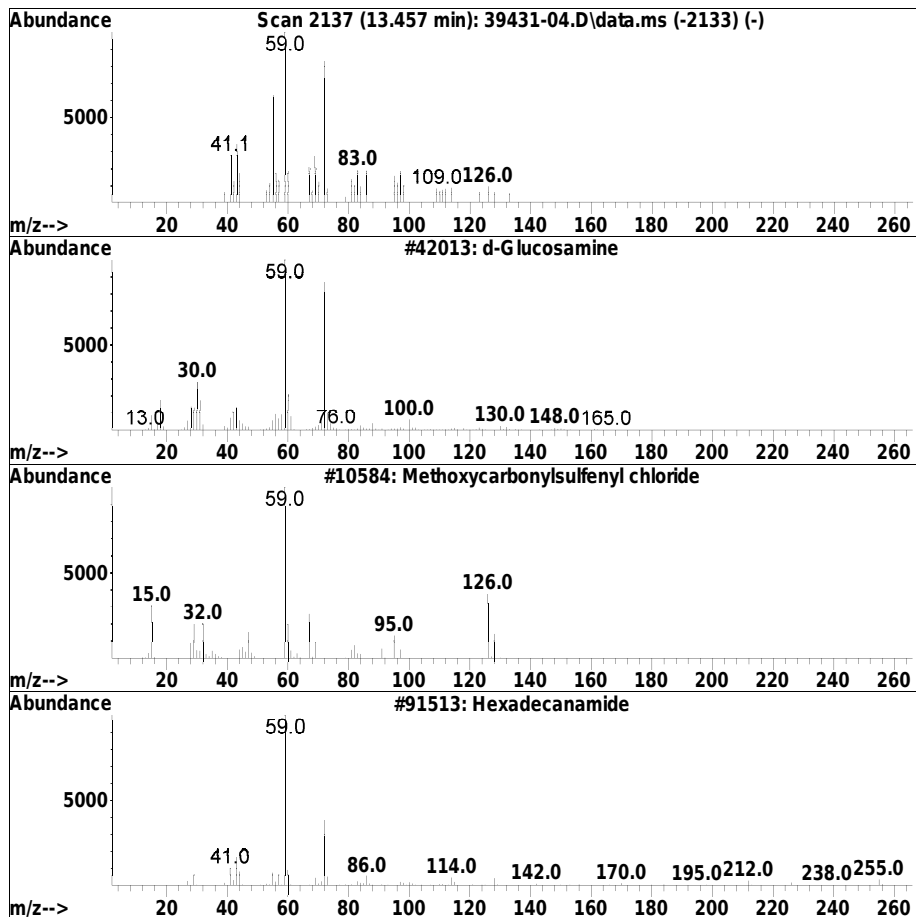 Abundance Scan 2137 (13.457 min): 39431-04.D\data.ms (-2133) (-)
59.0
5000
41.1 83.0 109.0 126.0
m/z--> 20 40 60 80 100 120 140 160 180 200 220 240 260
Abundance #42013: d-Glucosamine
59.0
5000
30.0
13.0 76.0 100.0 130.0 148.0 165.0
m/z--> 20 40 60 80 100 120 140 160 180 200 220 240 260
Abundance #10584: Methoxycarbonylsulfenyl chloride
59.0
5000
15.0 32.0 95.0 126.0
m/z--> 20 40 60 80 100 120 140 160 180 200 220 240 260
Abundance #91513: Hexadecanamide
59.0
5000
41.0 86.0 114.0 142.0 170.0 195.0 212.0 238.0 255.0
m/z--> 20 40 60 80 100 120 140 160 180 200 220 240 260